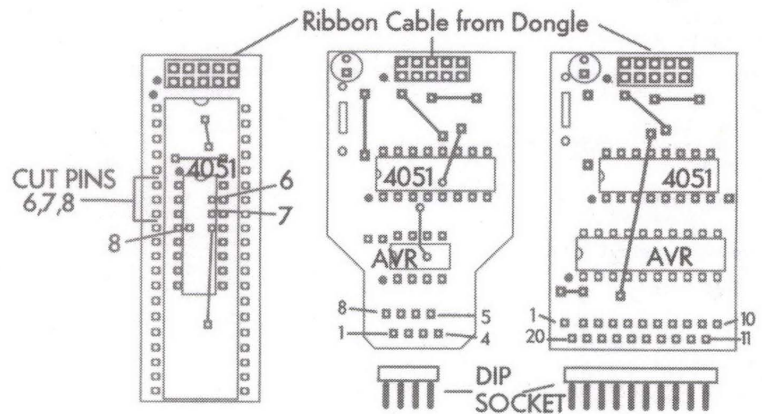 Ribbon Cable from Dongle
4051
CUT PINS
6,7,8
6
7
8
4051
AVR
8
5
1
4
4051
AVR
1
10
20
11
DIP
SOCKET